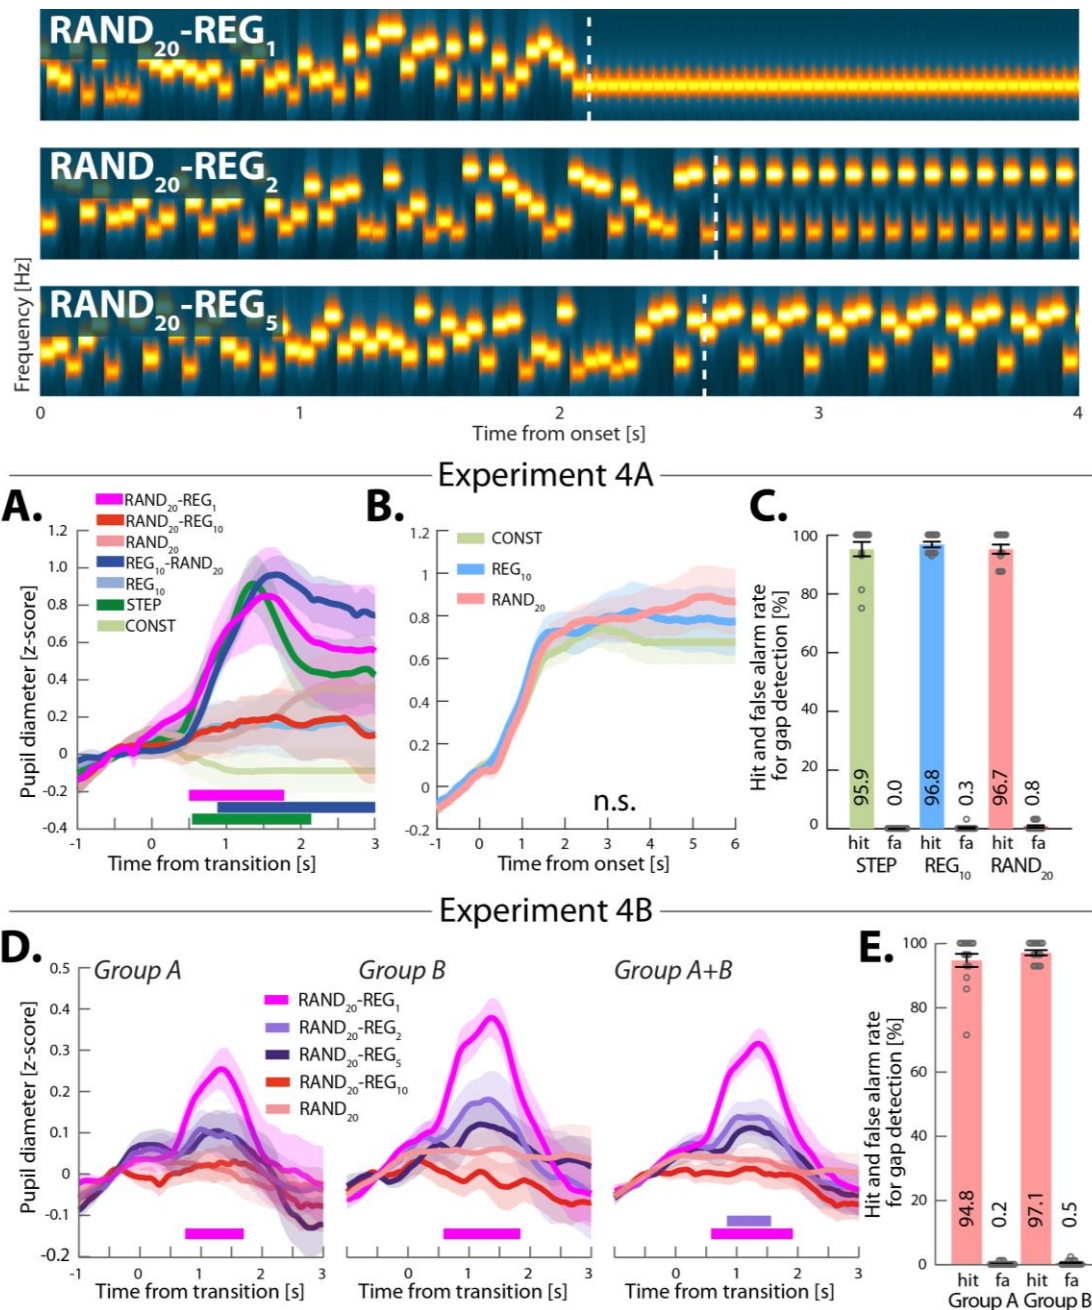 RAND₂₀-REG₁
RAND₂₀-REG₂
RAND₂₀-REG₅
Frequency [Hz]
0 1 2 3 4
Time from onset [s]
Experiment 4A
A.
RAND₂₀-REG₁
RAND₂₀-REG₁₀
RAND₂₀
REG₁₀-RAND₂₀
REG₁₀
STEP
CONST
Pupil diameter [z-score]
1.2
1.0
0.8
0.6
0.4
0.2
0
-0.2
-0.4
-1 0 1 2 3
Time from transition [s]
B.
CONST
REG₁₀
RAND₂₀
1.2
1
0.8
0.6
0.4
0.2
0
-0.2
n.s.
-1 0 1 2 3 4 5 6
Time from onset [s]
C.
Hit and false alarm rate
for gap detection [%]
100
80
60
40
20
0
95.9 0.0 96.8 0.3 96.7 0.8
hit fa hit fa hit fa
STEP REG₁₀ RAND₂₀
Experiment 4B
D.
Group A Group B Group A+B
Pupil diameter [z-score]
0.5
0.4
0.3
0.2
0.1
0
-0.1
-0.2
RAND₂₀-REG₁
RAND₂₀-REG₂
RAND₂₀-REG₅
RAND₂₀-REG₁₀
RAND₂₀
-1 0 1 2 3 0 1 2 3 0 1 2 3
Time from transition [s] Time from transition [s] Time from transition [s]
E.
Hit and false alarm rate
for gap detection [%]
100
80
60
40
20
0
94.8 0.2 97.1 0.5
hit fa hit fa
Group A Group B